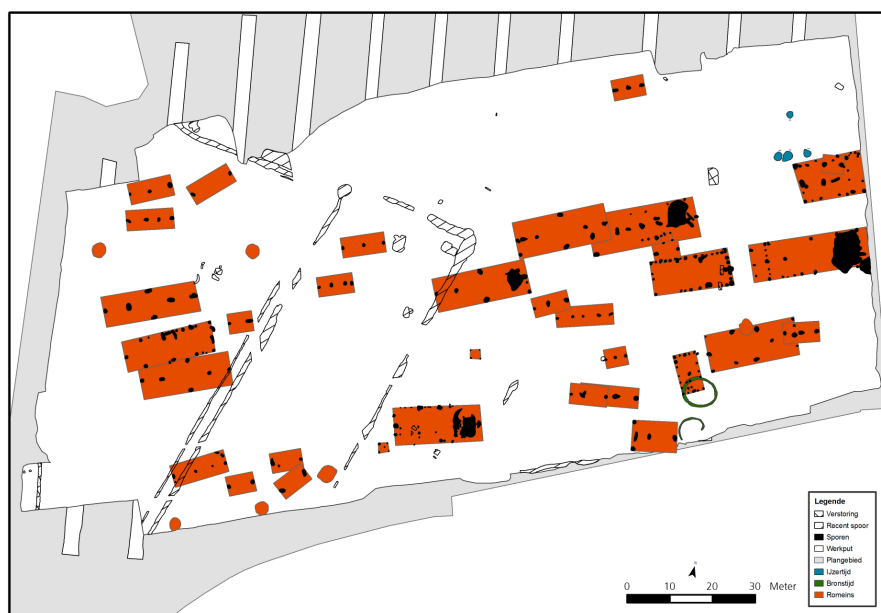 Legende
Verstoring
Recent spoor
Sporen
Werkput
Plangebied
IJzertijd
Bronstijd
Romeins
N
0 10 20 30 Meter